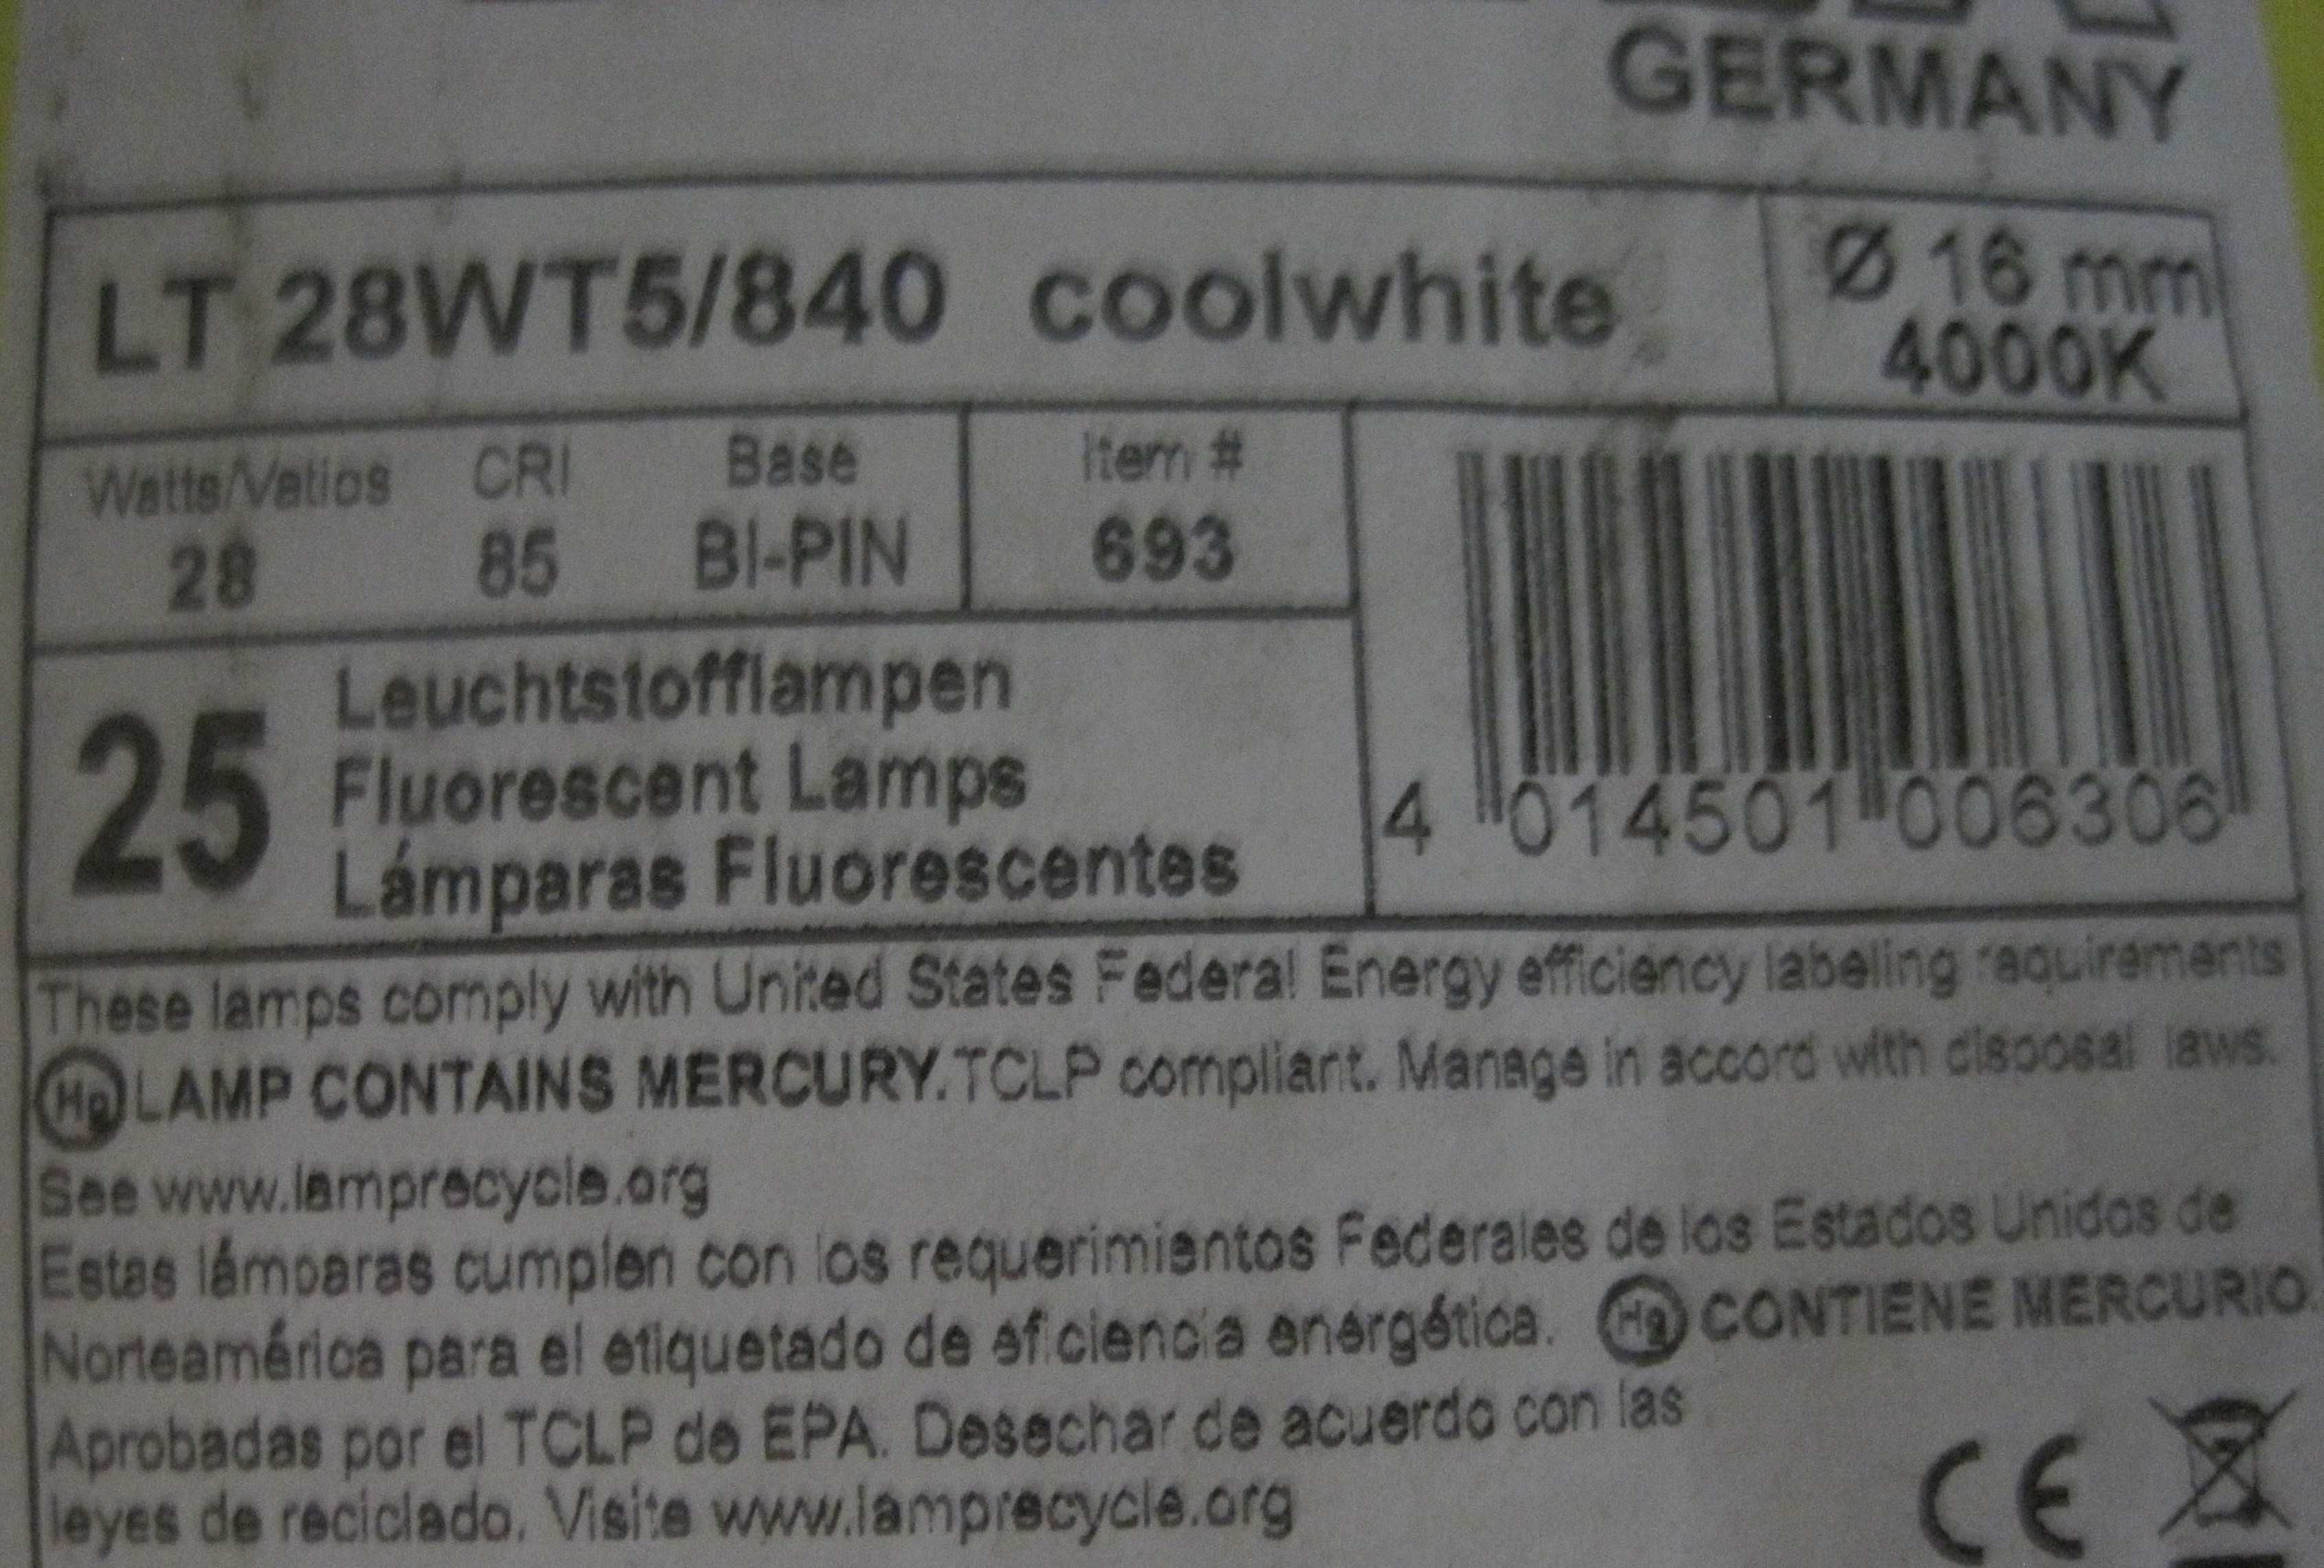 GERMANY
LT 28WT5/840 coolwhite
Ø 16 mm
4000K
Watts/Vatios CRI Base
28 85 BI-PIN
Item #
693
25
Leuchtstofflampen
Fluorescent Lamps
Lámparas Fluorescentes
4 014501 006306
These lamps comply with United States Federal Energy efficiency labeling requirements
Hg LAMP CONTAINS MERCURY.TCLP compliant. Manage in accord with disposal laws.
See www.lamprecycle.org
Estas lámparas cumplen con los requerimientos Federales de los Estados Unidos de
Norteamérica para el etiquetado de eficiencia energética. Hg CONTIENE MERCURIO.
Aprobadas por el TCLP de EPA. Desechar de acuerdo con las
leyes de reciclado. Visite www.lamprecycle.org
CE